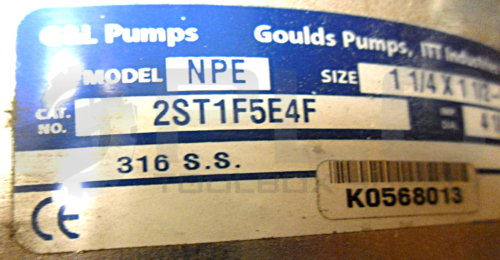 G&L Pumps Goulds Pumps, ITT
MODEL NPE SIZE 1 1/4 X 1 1/2
CAT. NO. 2ST1F5E4F
316 S.S.
TOOLBOX
K0568013
CE